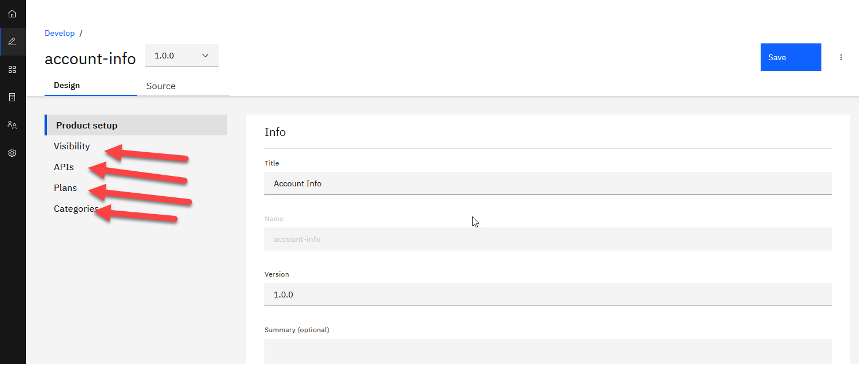 Develop /
account-info
1.0.0
Save
Design
Source
Product setup
Visibility
APIs
Plans
Categories
Info
Title
Account Info
Name
account-info
Version
1.0.0
Summary (optional)